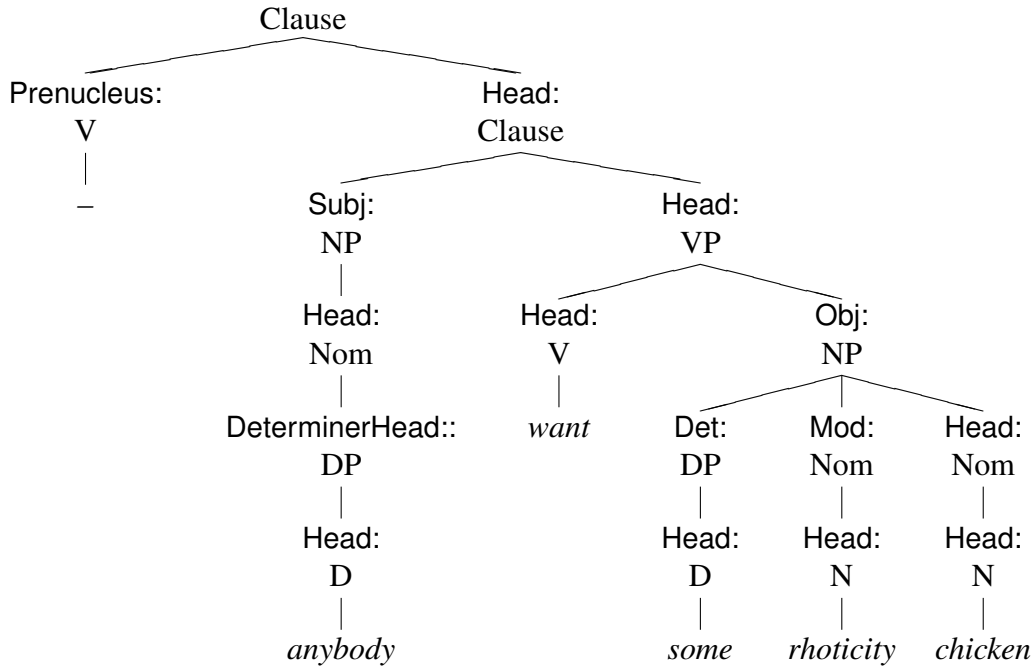 Clause
Prenucleus: Head:
V Clause
– Subj: Head:
NP VP
Head: Head: Obj:
Nom V NP
DeterminerHead:: want Det: Mod: Head:
DP DP Nom Nom
Head: Head: Head: Head:
D D N N
anybody some rhoticity chicken